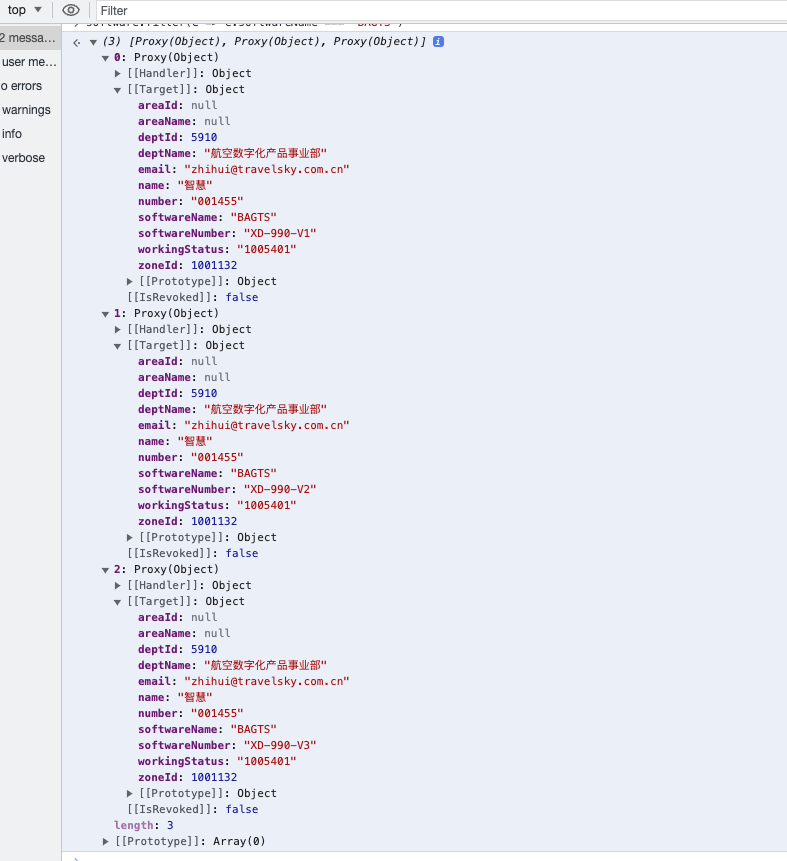 top
Filter
software.filter(e => e.softwareName === "BAGTS")
2 messa…
user me…
o errors
warnings
info
verbose
(3) [Proxy(Object), Proxy(Object), Proxy(Object)] i
0: Proxy(Object)
[[Handler]]: Object
[[Target]]: Object
areaId: null
areaName: null
deptId: 5910
deptName: "航空数字化产品事业部"
email: "zhihui@travelsky.com.cn"
name: "智慧"
number: "001455"
softwareName: "BAGTS"
softwareNumber: "XD-990-V1"
workingStatus: "1005401"
zoneId: 1001132
[[Prototype]]: Object
[[IsRevoked]]: false
1: Proxy(Object)
[[Handler]]: Object
[[Target]]: Object
areaId: null
areaName: null
deptId: 5910
deptName: "航空数字化产品事业部"
email: "zhihui@travelsky.com.cn"
name: "智慧"
number: "001455"
softwareName: "BAGTS"
softwareNumber: "XD-990-V2"
workingStatus: "1005401"
zoneId: 1001132
[[Prototype]]: Object
[[IsRevoked]]: false
2: Proxy(Object)
[[Handler]]: Object
[[Target]]: Object
areaId: null
areaName: null
deptId: 5910
deptName: "航空数字化产品事业部"
email: "zhihui@travelsky.com.cn"
name: "智慧"
number: "001455"
softwareName: "BAGTS"
softwareNumber: "XD-990-V3"
workingStatus: "1005401"
zoneId: 1001132
[[Prototype]]: Object
[[IsRevoked]]: false
length: 3
[[Prototype]]: Array(0)